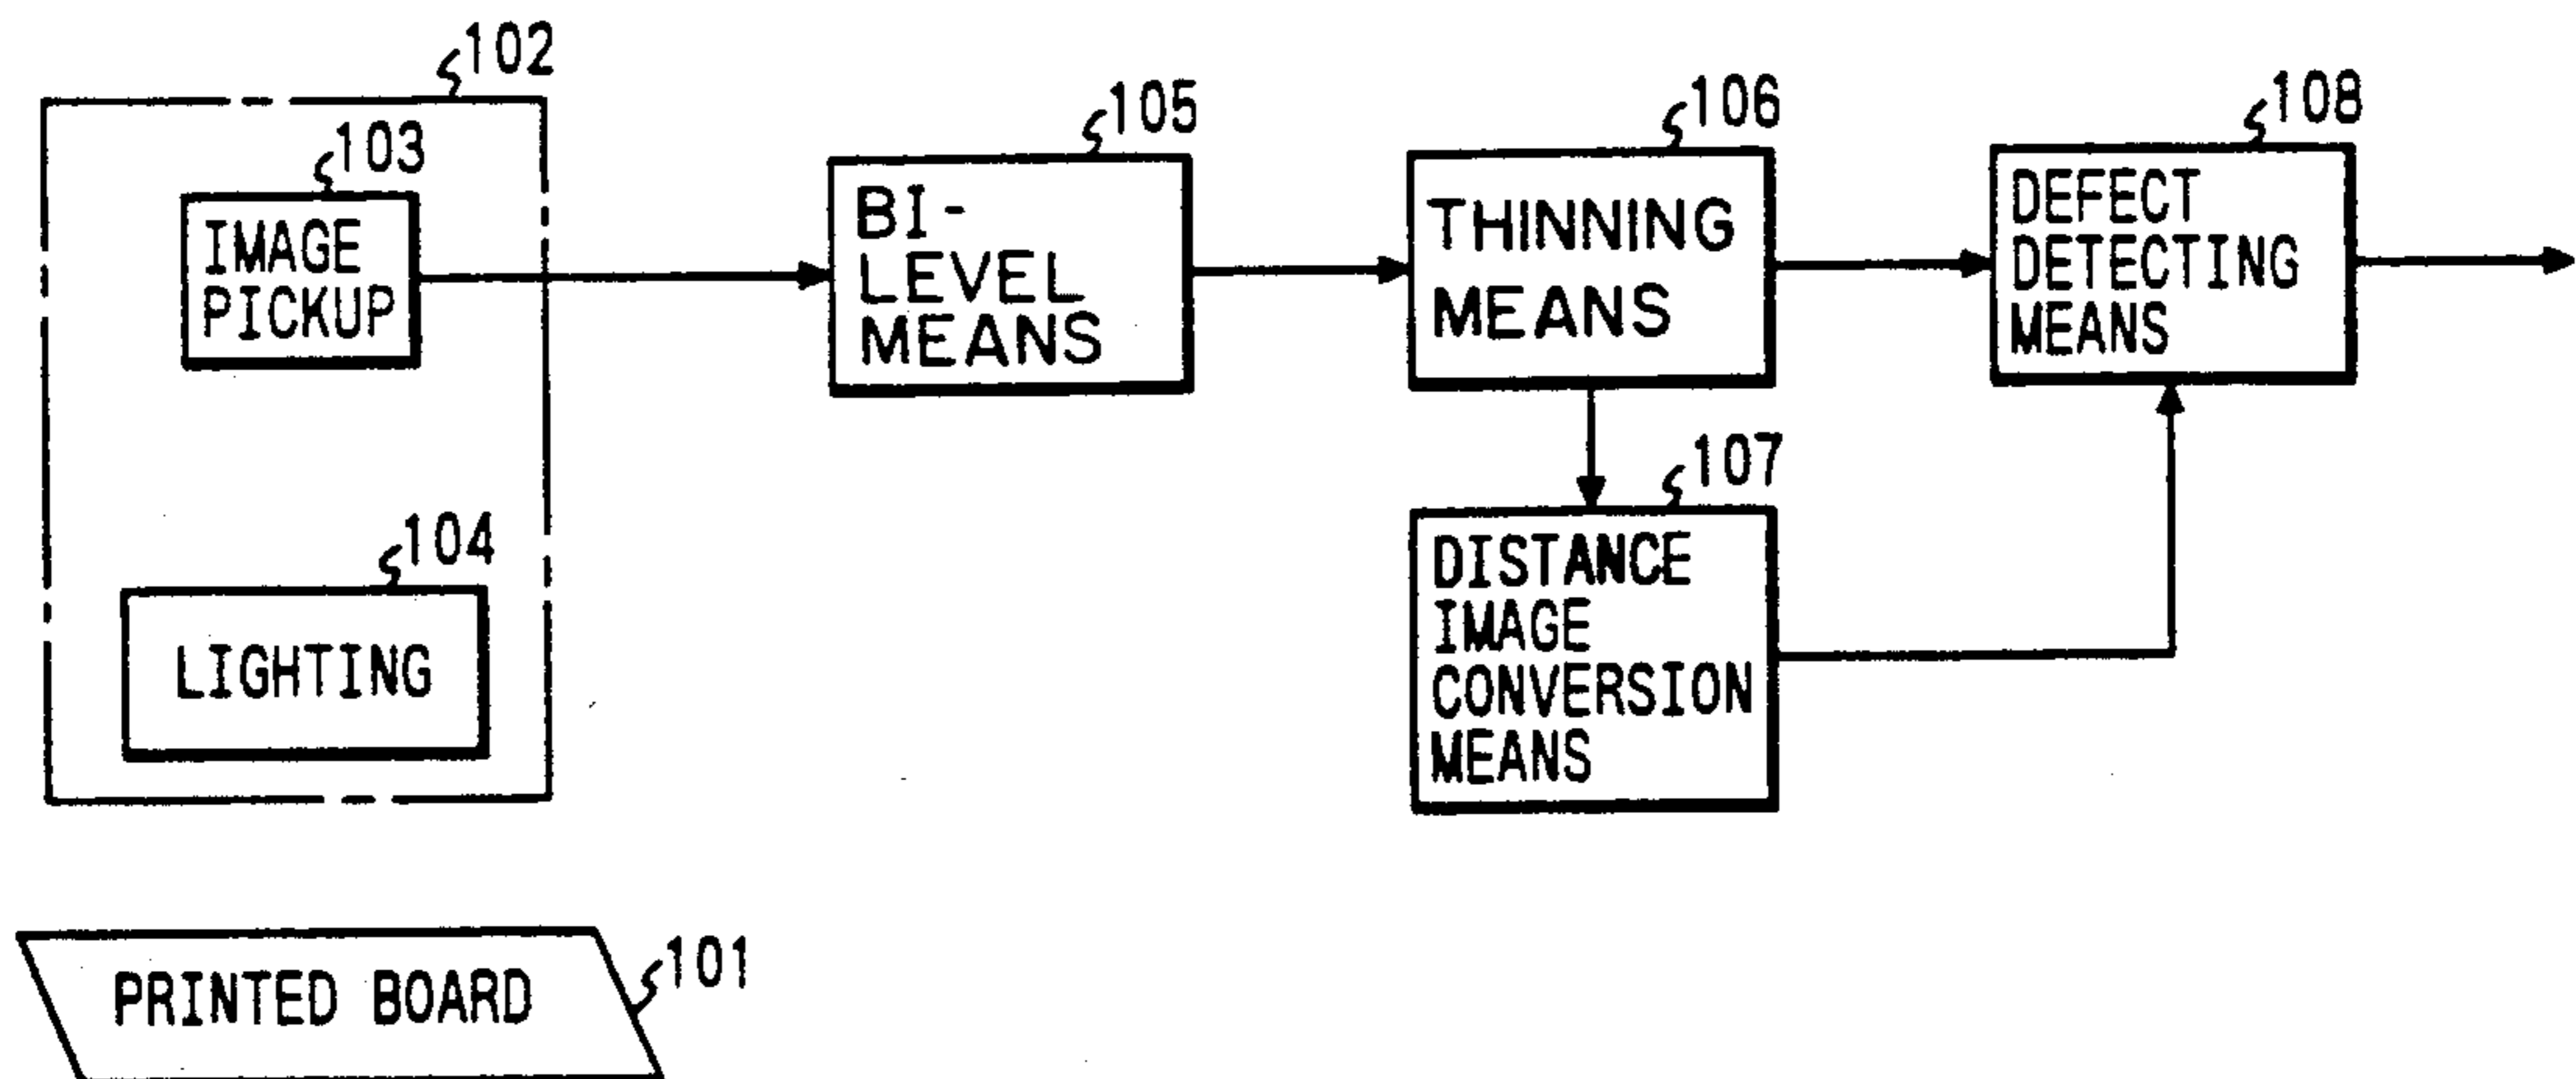 102
103
IMAGE
PICKUP
104
LIGHTING
105
BI-
LEVEL
MEANS
106
THINNING
MEANS
107
DISTANCE
IMAGE
CONVERSION
MEANS
108
DEFECT
DETECTING
MEANS
101
PRINTED BOARD